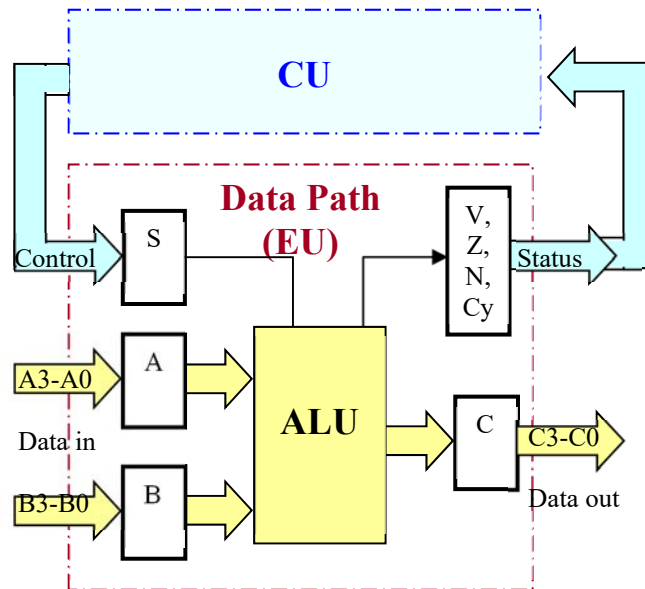 CU
Data Path
(EU)
S
V,
Z,
N,
Cy
Control
Status
A3-A0
A
ALU
C
C3-C0
Data in
B3-B0
B
Data out